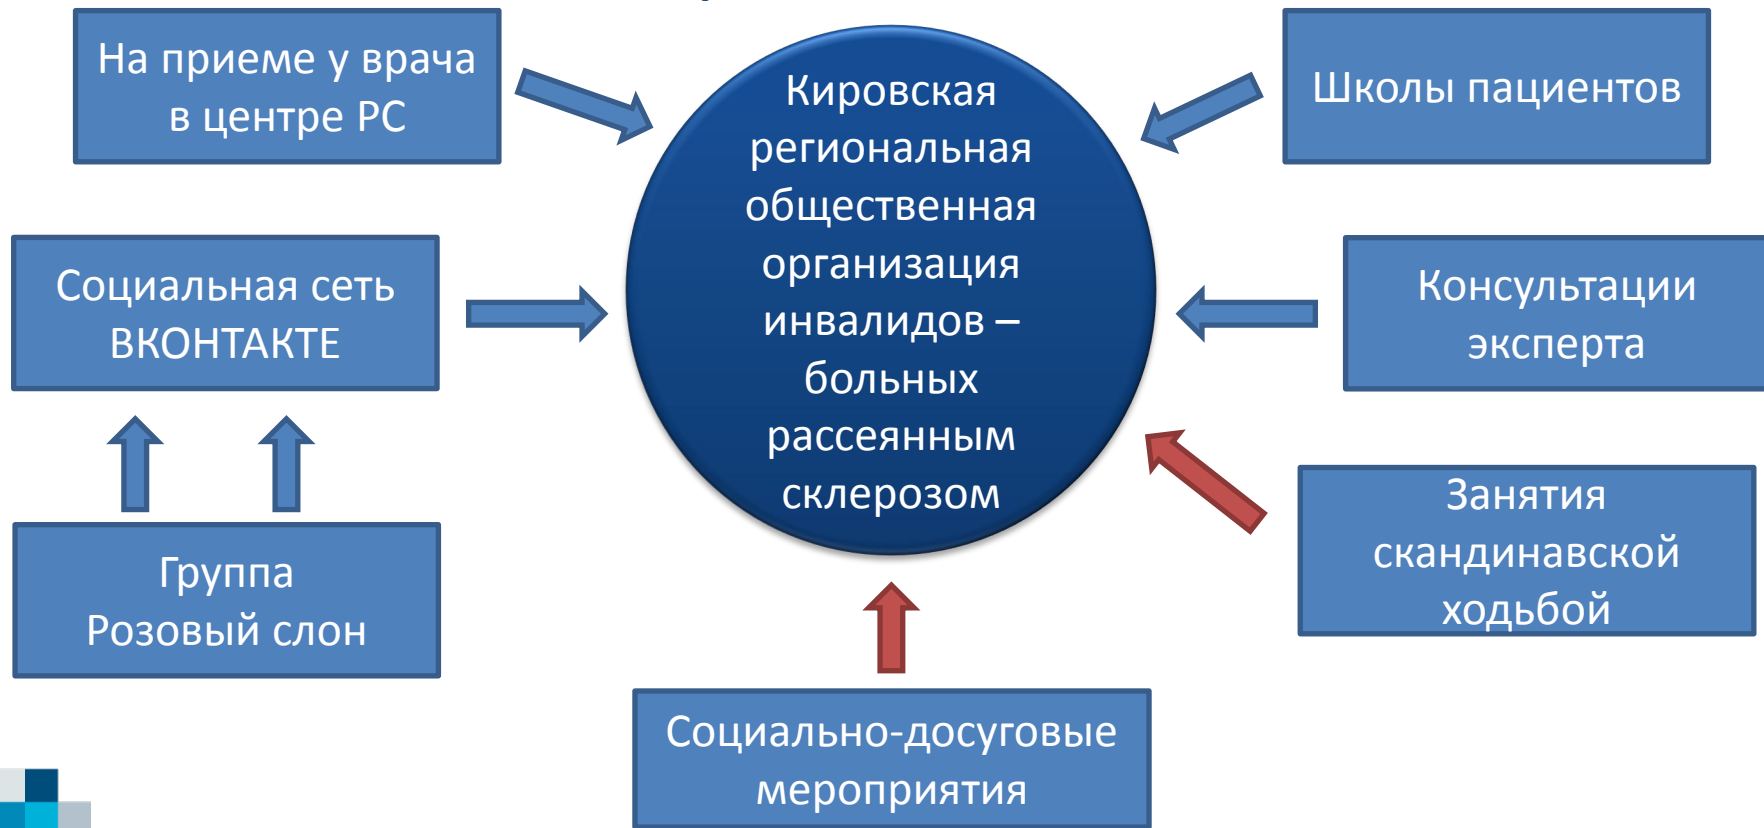 На приеме у врача
в центре РС
Кировская
региональная
общественная
организация
инвалидов –
больных
рассеянным
склерозом
Школы пациентов
Социальная сеть
ВКОНТАКТЕ
Консультации
эксперта
Группа
Розовый слон
Занятия
скандинавской
ходьбой
Социально-досуговые
мероприятия